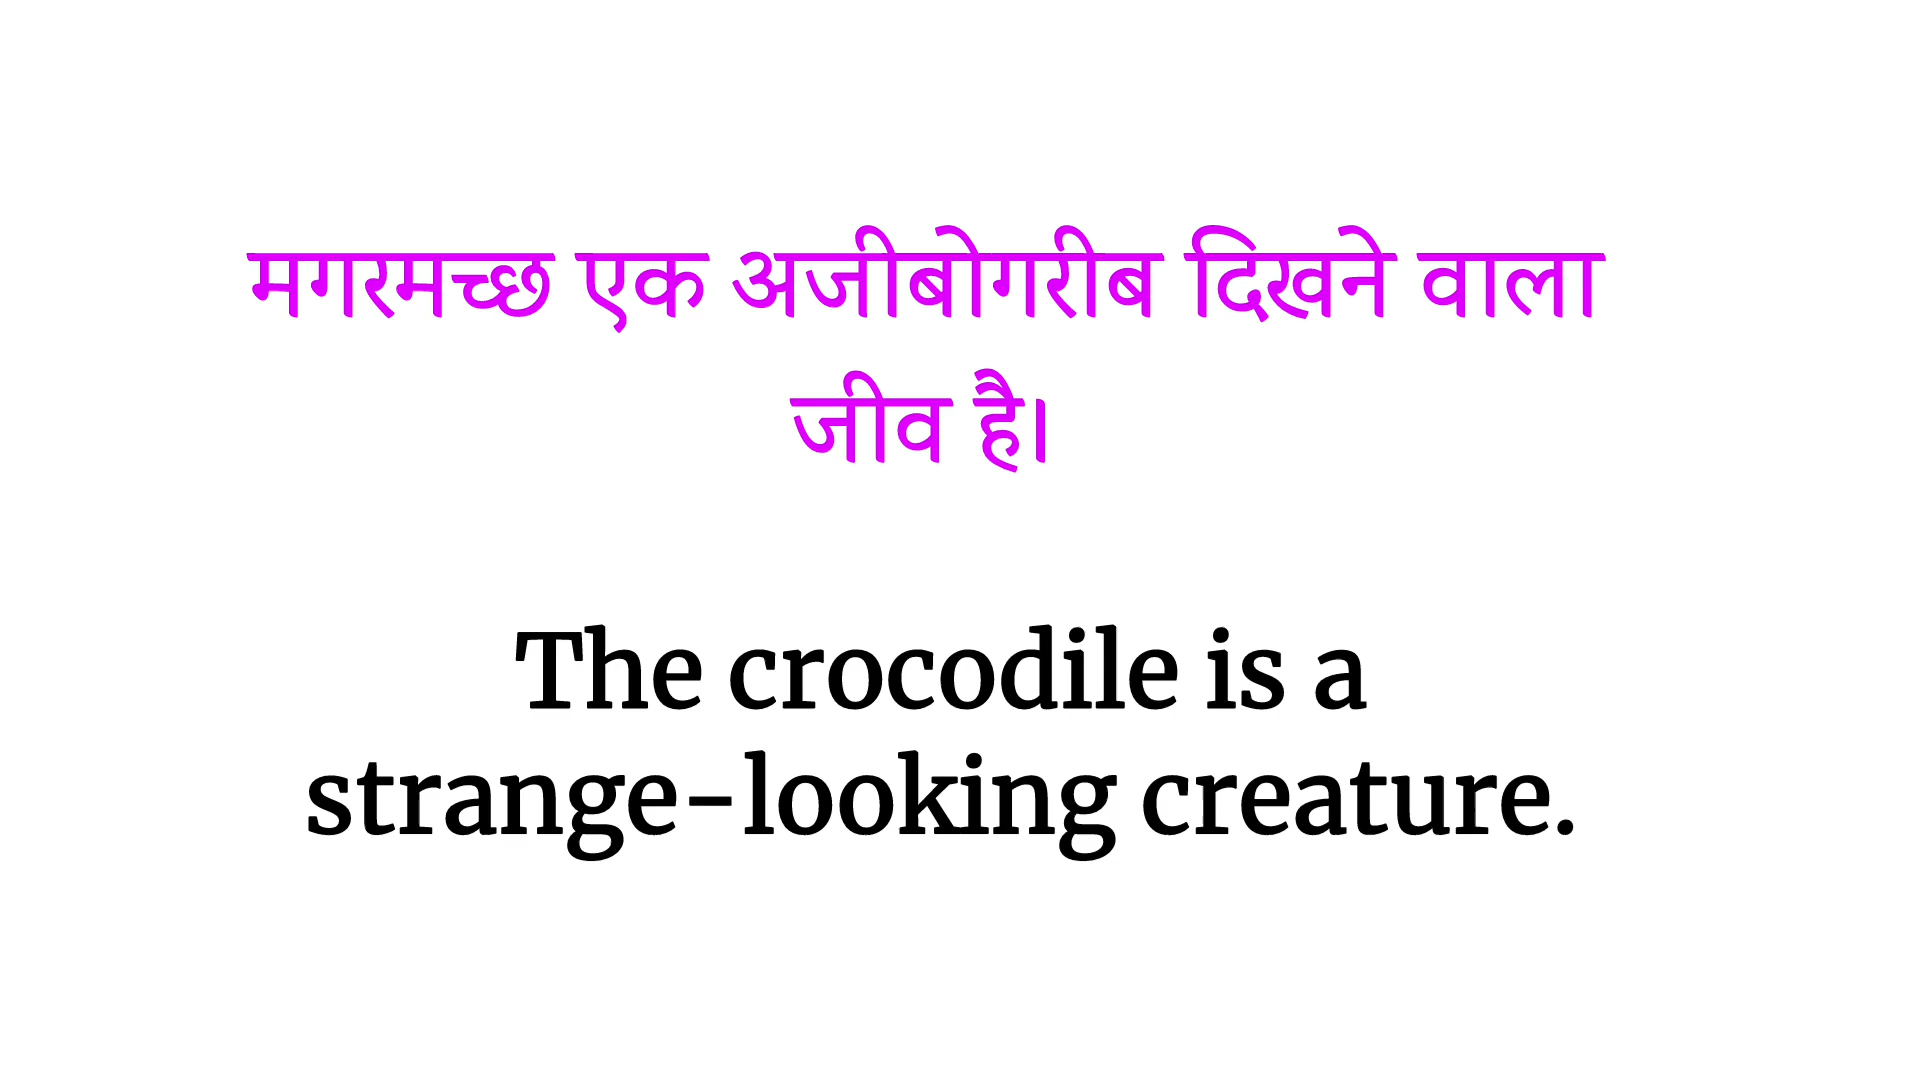 मगरमच्छ एक अजीबोगरीब दिखने वाला
जीव है।
The crocodile is a
strange-looking creature.